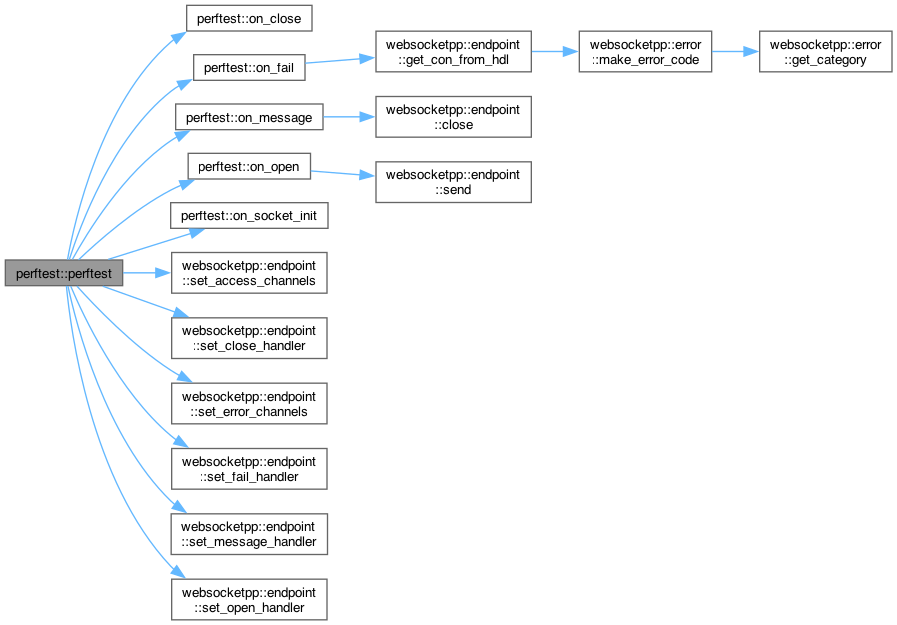 perftest::perftest
perftest::on_close
perftest::on_fail
websocketpp::endpoint
::get_con_from_hdl
websocketpp::error
::make_error_code
websocketpp::error
::get_category
perftest::on_message
websocketpp::endpoint
::close
perftest::on_open
websocketpp::endpoint
::send
perftest::on_socket_init
websocketpp::endpoint
::set_access_channels
websocketpp::endpoint
::set_close_handler
websocketpp::endpoint
::set_error_channels
websocketpp::endpoint
::set_fail_handler
websocketpp::endpoint
::set_message_handler
websocketpp::endpoint
::set_open_handler